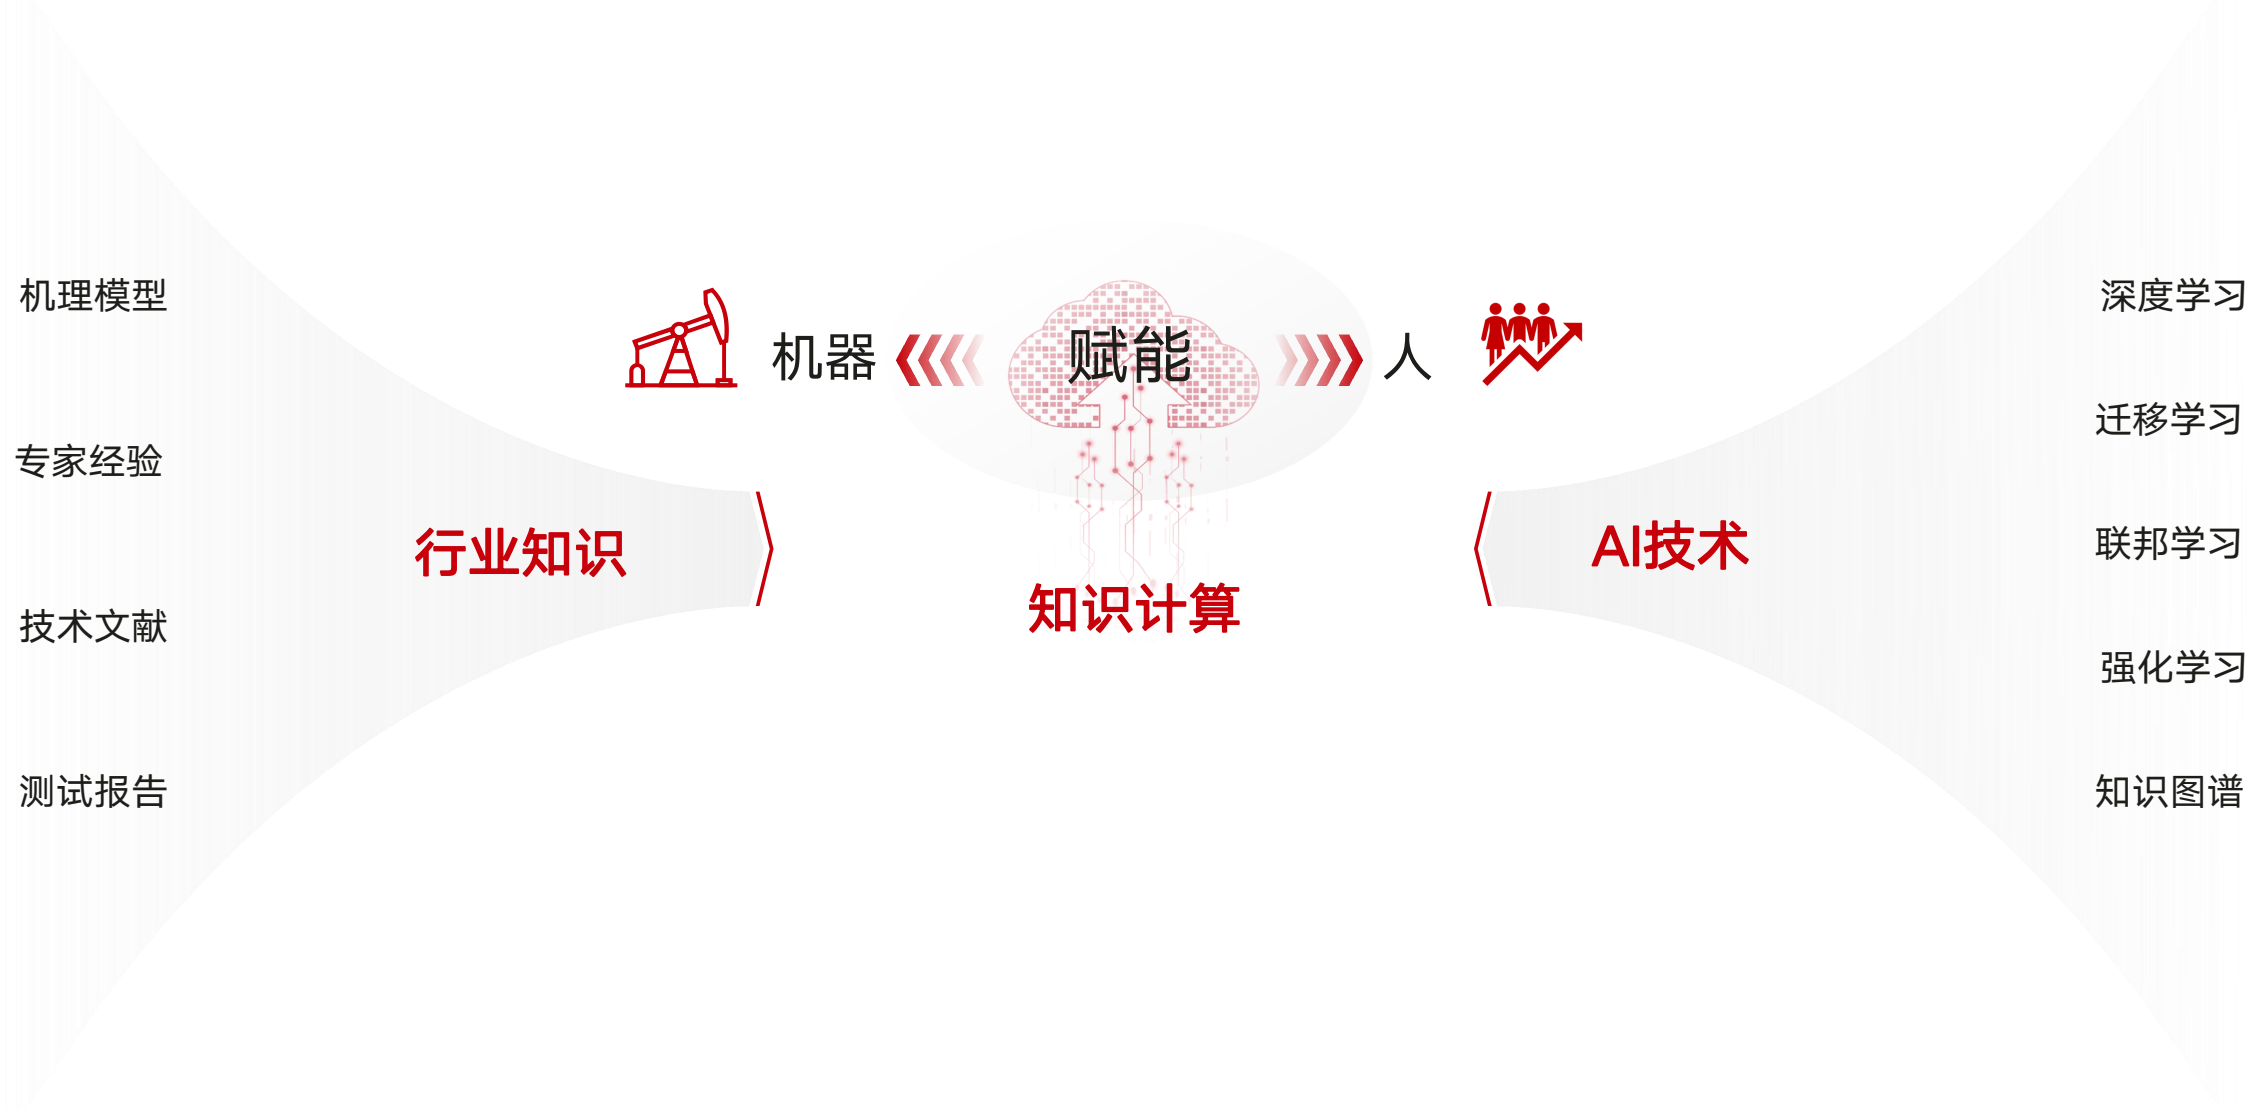 机理模型
专家经验
技术文献
测试报告
行业知识
机器
赋能
人
知识计算
AI技术
深度学习
迁移学习
联邦学习
强化学习
知识图谱